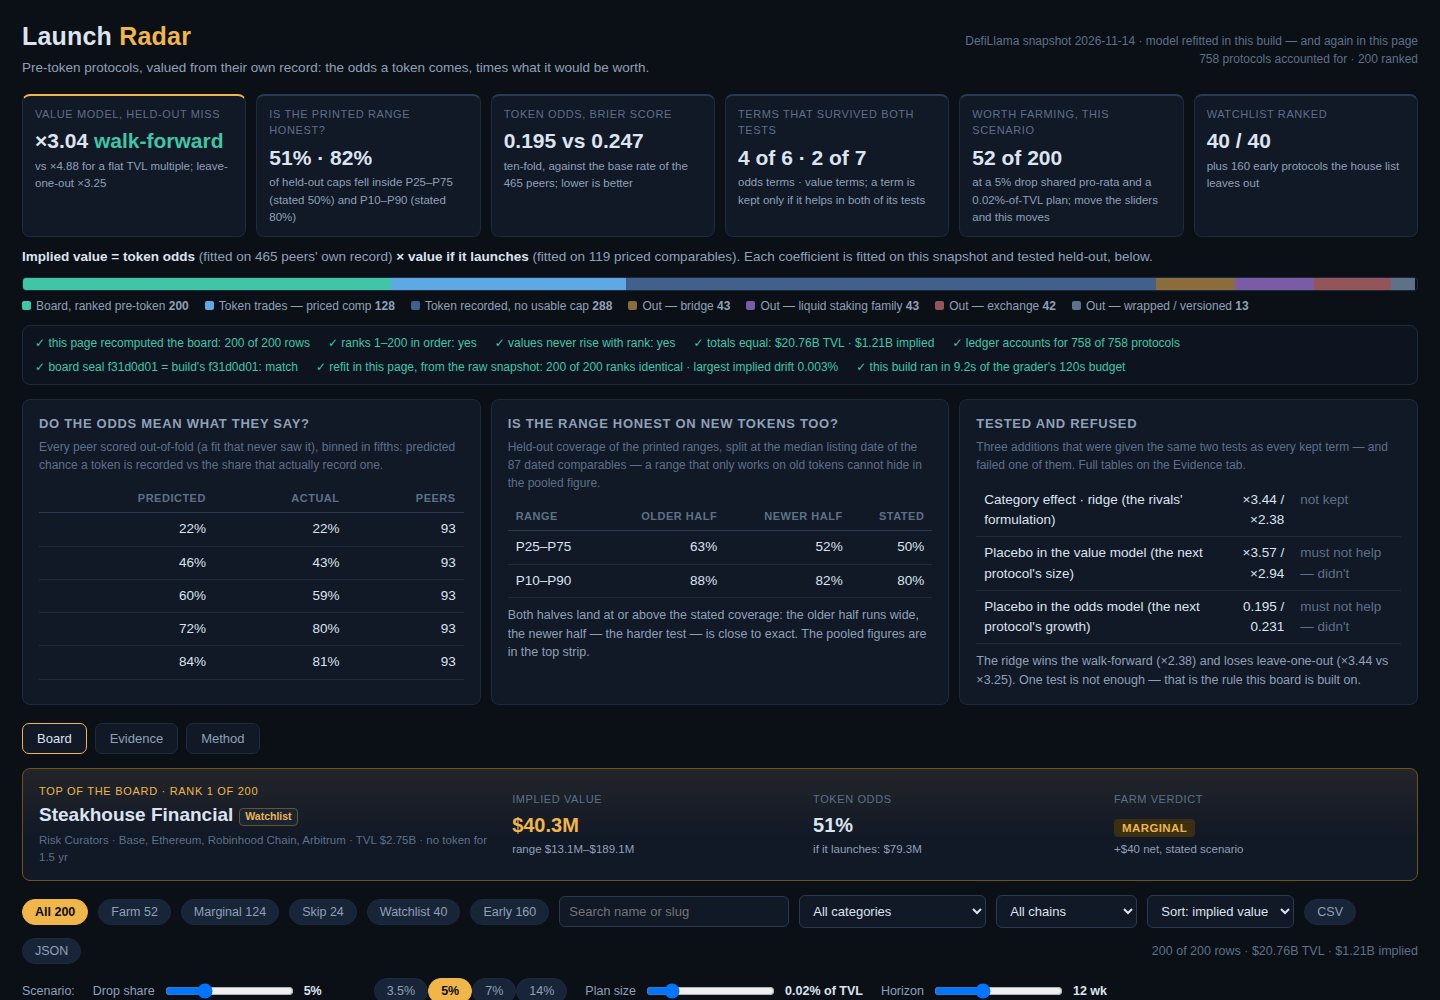 Launch Radar
DefiLlama snapshot 2026-11-14 · model refitted in this build — and again in this page
Pre-token protocols, valued from their own record: the odds a token comes, times what it would be worth.
758 protocols accounted for · 200 ranked
VALUE MODEL, HELD-OUT MISS
×3.04 walk-forward
vs ×4.88 for a flat TVL multiple; leave-
one-out ×3.25
IS THE PRINTED RANGE
HONEST?
51% · 82%
of held-out caps fell inside P25–P75
(stated 50%) and P10–P90 (stated
80%)
TOKEN ODDS, BRIER SCORE
0.195 vs 0.247
ten-fold, against the base rate of the
465 peers; lower is better
TERMS THAT SURVIVED BOTH
TESTS
4 of 6 · 2 of 7
odds terms · value terms; a term is
kept only if it helps in both of its tests
WORTH FARMING, THIS
SCENARIO
52 of 200
at a 5% drop shared pro-rata and a
0.02%-of-TVL plan; move the sliders
and this moves
WATCHLIST RANKED
40 / 40
plus 160 early protocols the house list
leaves out
Implied value = token odds (fitted on 465 peers' own record) × value if it launches (fitted on 119 priced comparables). Each coefficient is fitted on this snapshot and tested held-out, below.
Board, ranked pre-token 200 Token trades — priced comp 128 Token recorded, no usable cap 288 Out — bridge 43 Out — liquid staking family 43 Out — exchange 42 Out — wrapped / versioned 13
✓ this page recomputed the board: 200 of 200 rows ✓ ranks 1–200 in order: yes ✓ values never rise with rank: yes ✓ totals equal: $20.76B TVL · $1.21B implied ✓ ledger accounts for 758 of 758 protocols
✓ board seal f31d0d01 = build's f31d0d01: match ✓ refit in this page, from the raw snapshot: 200 of 200 ranks identical · largest implied drift 0.003% ✓ this build ran in 9.2s of the grader's 120s budget
DO THE ODDS MEAN WHAT THEY SAY?
Every peer scored out-of-fold (a fit that never saw it), binned in fifths: predicted
chance a token is recorded vs the share that actually record one.
PREDICTED ACTUAL PEERS
22% 22% 93
46% 43% 93
60% 59% 93
72% 80% 93
84% 81% 93
IS THE RANGE HONEST ON NEW TOKENS TOO?
Held-out coverage of the printed ranges, split at the median listing date of the
87 dated comparables — a range that only works on old tokens cannot hide in
the pooled figure.
RANGE OLDER HALF NEWER HALF STATED
P25–P75 63% 52% 50%
P10–P90 88% 82% 80%
Both halves land at or above the stated coverage: the older half runs wide,
the newer half — the harder test — is close to exact. The pooled figures are
in the top strip.
TESTED AND REFUSED
Three additions that were given the same two tests as every kept term — and
failed one of them. Full tables on the Evidence tab.
Category effect · ridge (the rivals' ×3.44 / not kept
formulation) ×2.38
Placebo in the value model (the next ×3.57 / must not help
protocol's size) ×2.94 — didn't
Placebo in the odds model (the next 0.195 / must not help
protocol's growth) 0.231 — didn't
The ridge wins the walk-forward (×2.38) and loses leave-one-out (×3.44 vs
×3.25). One test is not enough — that is the rule this board is built on.
Board Evidence Method
TOP OF THE BOARD · RANK 1 OF 200
Steakhouse Financial Watchlist
Risk Curators · Base, Ethereum, Robinhood Chain, Arbitrum · TVL $2.75B · no token for
1.5 yr
IMPLIED VALUE
$40.3M
range $13.1M–$189.1M
TOKEN ODDS
51%
if it launches: $79.3M
FARM VERDICT
MARGINAL
+$40 net, stated scenario
All 200 Farm 52 Marginal 124 Skip 24 Watchlist 40 Early 160 Search name or slug All categories All chains Sort: implied value CSV
JSON
200 of 200 rows · $20.76B TVL · $1.21B implied
Scenario: Drop share 5% 3.5% 5% 7% 14% Plan size 0.02% of TVL Horizon 12 wk